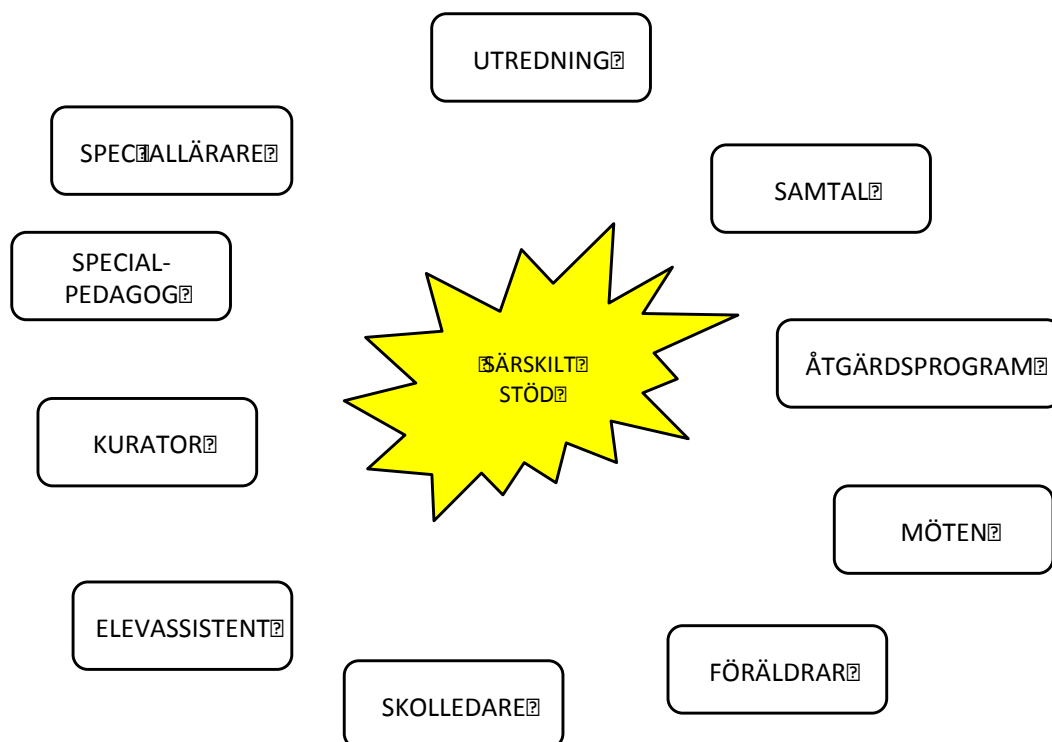 UTREDNING
SPECIALLÄRARE
SAMTAL
SPECIAL-
PEDAGOG
SÄRSKILT
STÖD
ÅTGÄRDSPROGRAM
KURATOR
MÖTEN
ELEVASSISTENT
FÖRÄLDRAR
SKOLLEDARE